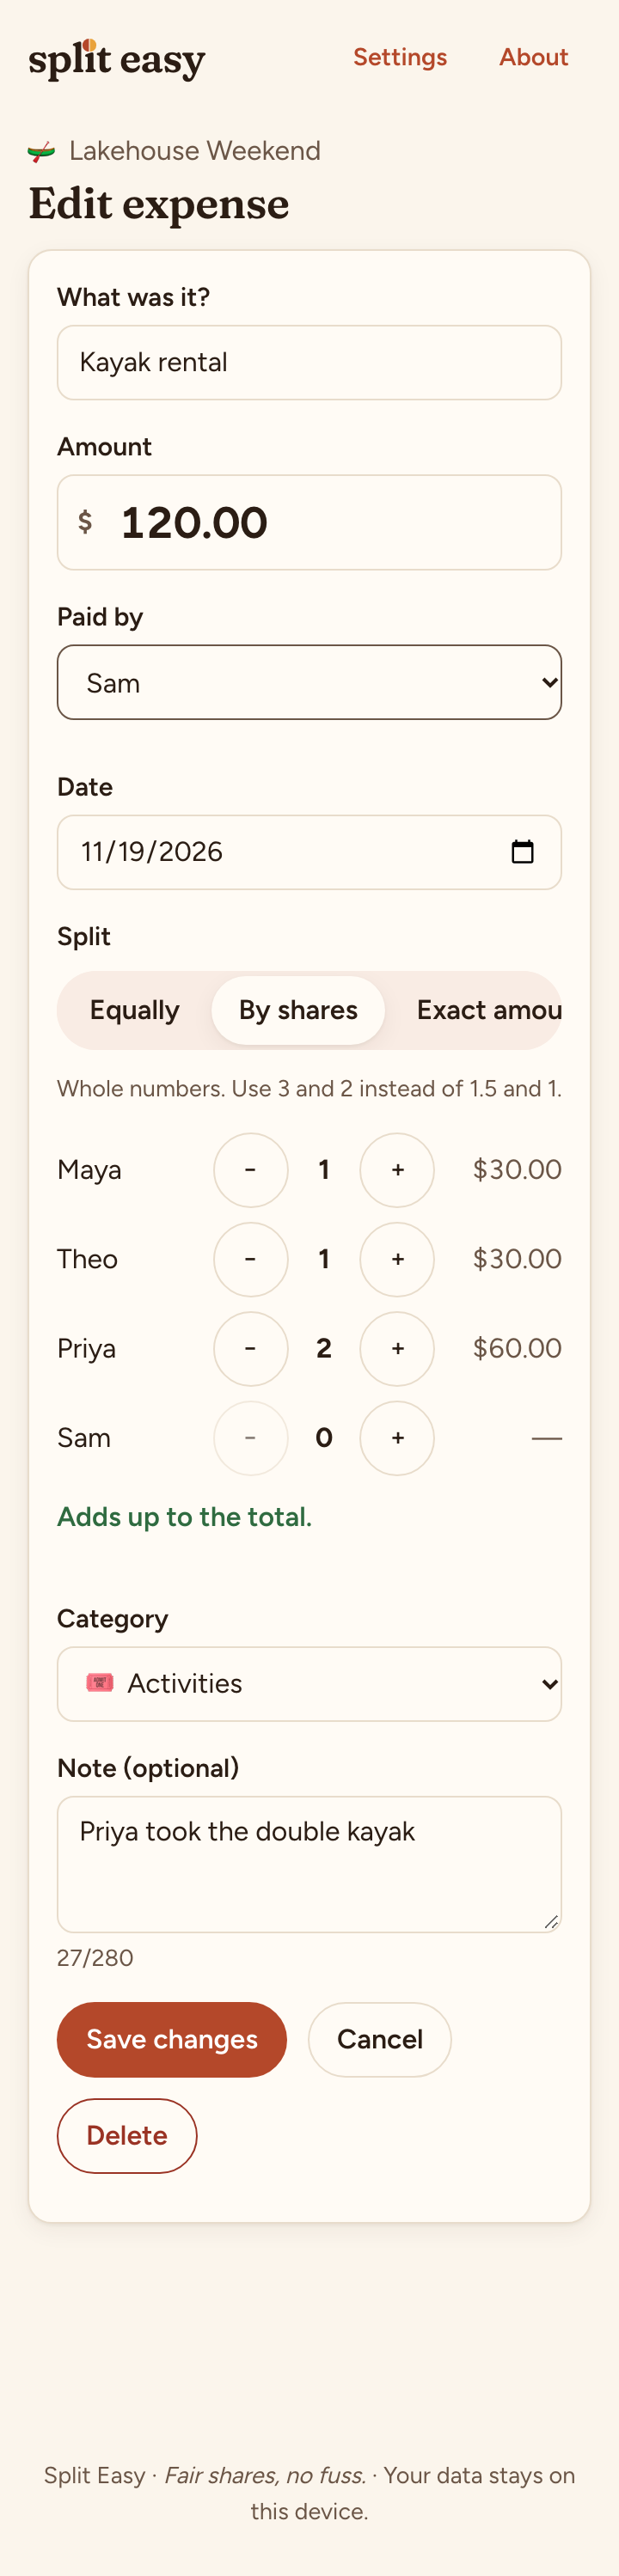 split easy
Settings About
Lakehouse Weekend
Edit expense
What was it?
Kayak rental
Amount
$ 120.00
Paid by
Sam
Date
11/19/2026
Split
Equally By shares Exact amou
Whole numbers. Use 3 and 2 instead of 1.5 and 1.
Maya - 1 + $30.00
Theo - 1 + $30.00
Priya - 2 + $60.00
Sam - 0 + —
Adds up to the total.
Category
Activities
Note (optional)
Priya took the double kayak
27/280
Save changes Cancel
Delete
Split Easy · Fair shares, no fuss. · Your data stays on
this device.